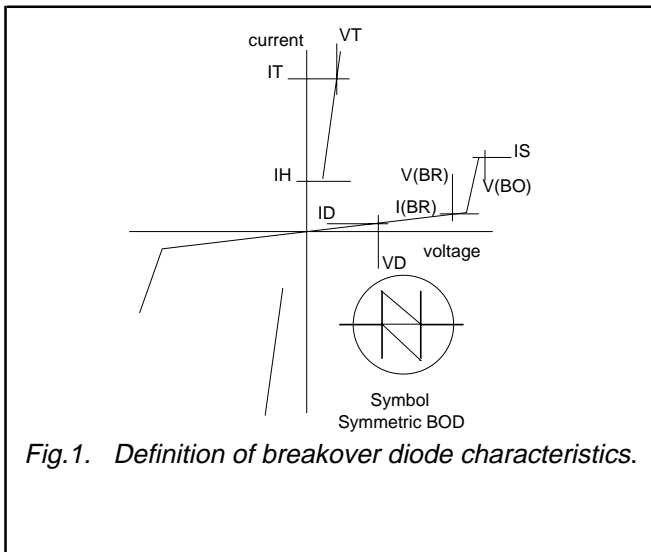 current
VT
IT
IH
IS
V(BR)
V(BO)
I(BR)
ID
voltage
VD
Symbol
Symmetric BOD
Fig.1. Definition of breakover diode characteristics.